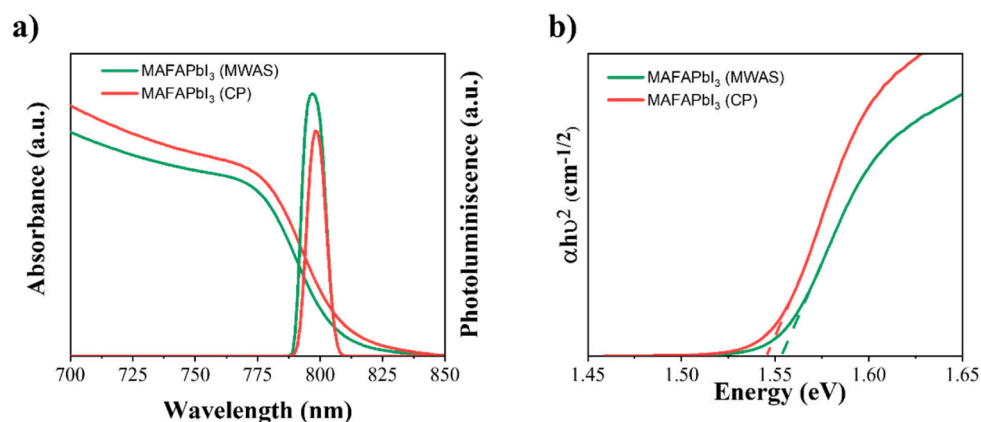 a)
MAFAPbI₃ (MWAS)
MAFAPbI₃ (CP)
Absorbance (a.u.)
Photoluminiscence (a.u.)
700 725 750 775 800 825 850
Wavelength (nm)
b)
MAFAPbI₃ (MWAS)
MAFAPbI₃ (CP)
αhυ² (cm⁻¹/²)
1.45 1.50 1.55 1.60 1.65
Energy (eV)